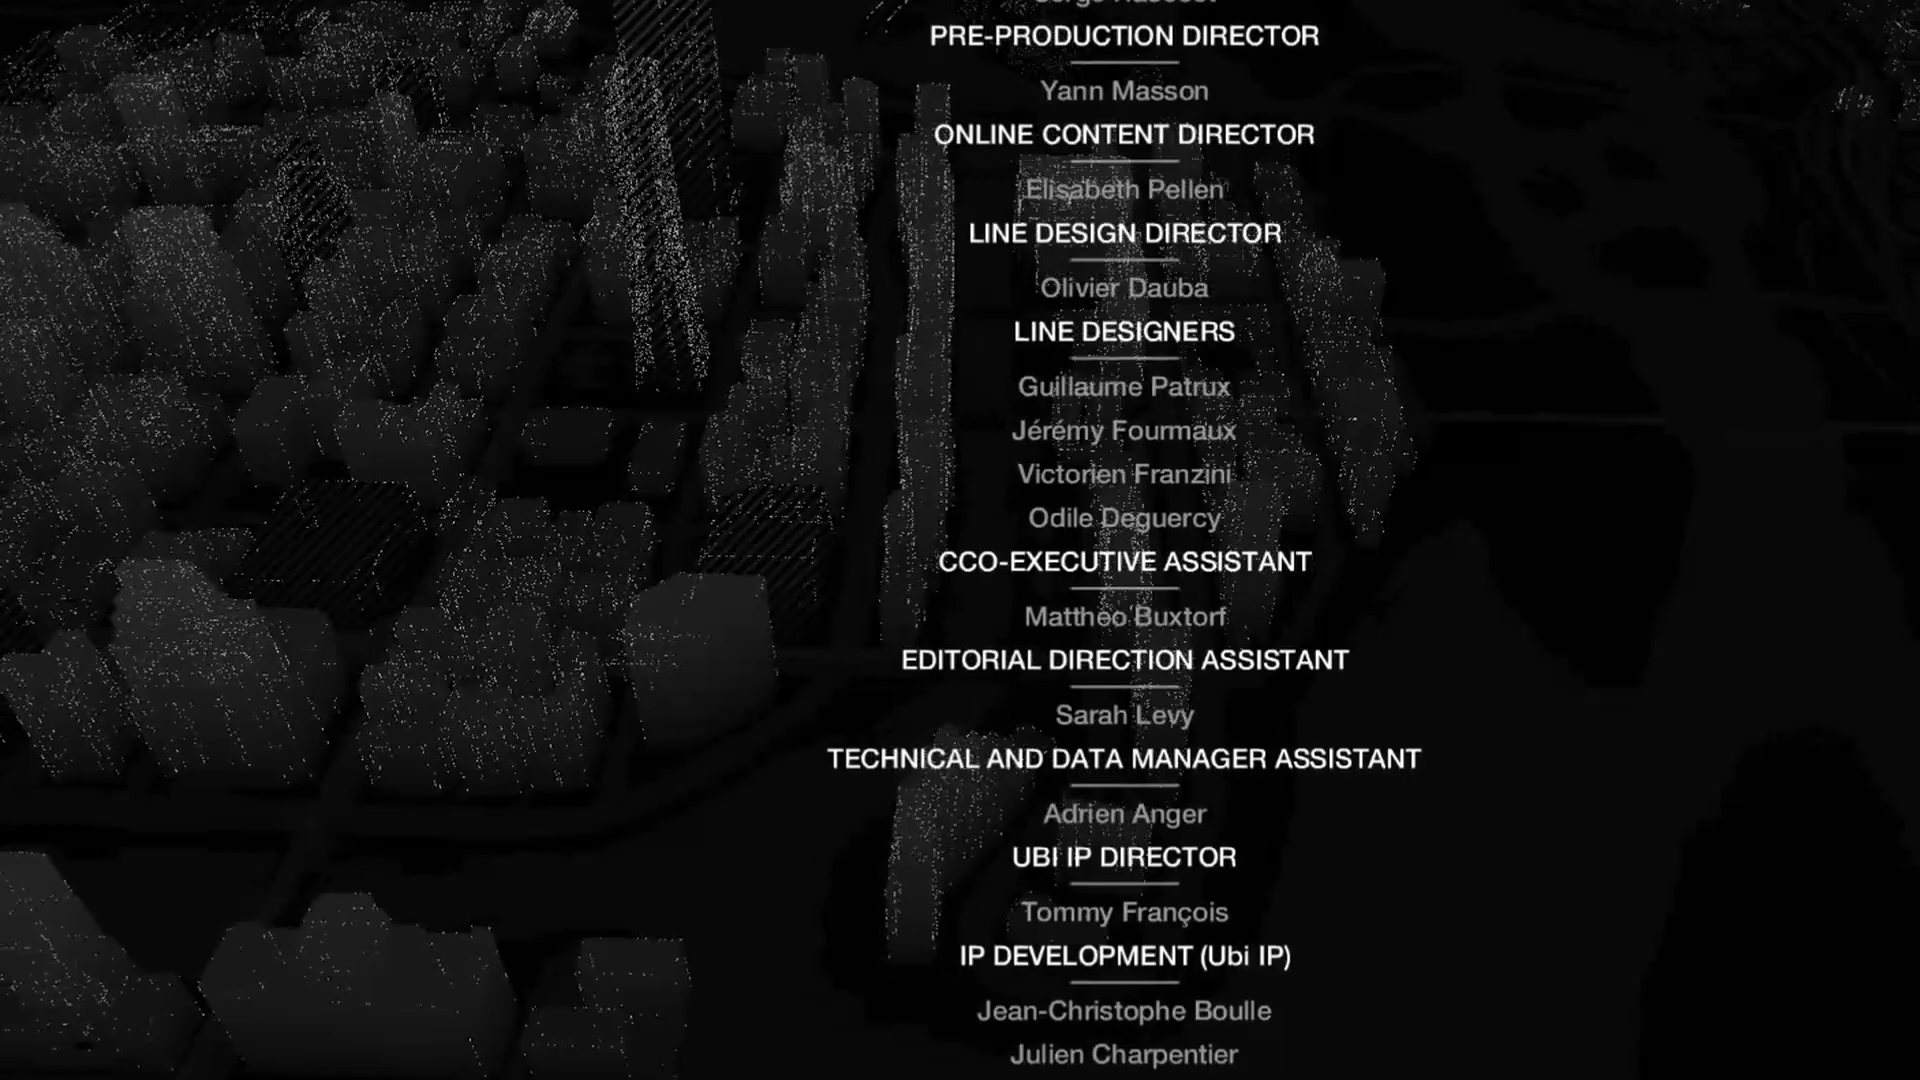 PRE-PRODUCTION DIRECTOR
Yann Masson
ONLINE CONTENT DIRECTOR
Elisabeth Pellen
LINE DESIGN DIRECTOR
Olivier Dauba
LINE DESIGNERS
Guillaume Patrux
Jérémy Fourmaux
Victorien Franzini
Odile Deguercy
CCO-EXECUTIVE ASSISTANT
Mattheo Buxtorf
EDITORIAL DIRECTION ASSISTANT
Sarah Levy
TECHNICAL AND DATA MANAGER ASSISTANT
Adrien Anger
UBI IP DIRECTOR
Tommy François
IP DEVELOPMENT (Ubi IP)
Jean-Christophe Boulle
Julien Charpentier